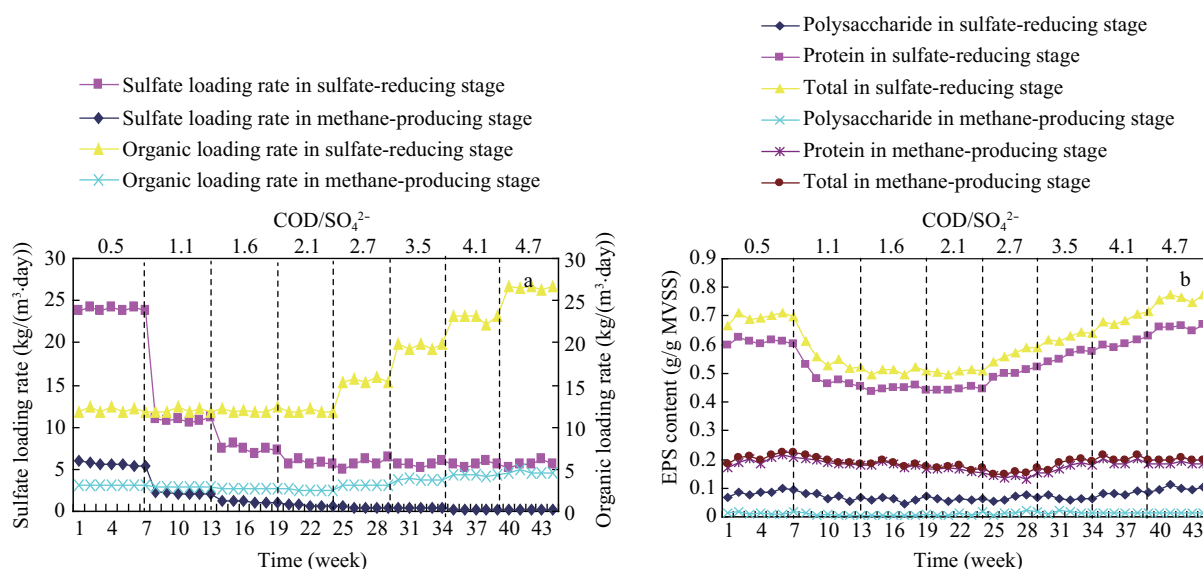 Sulfate loading rate in sulfate-reducing stage
Sulfate loading rate in methane-producing stage
Organic loading rate in sulfate-reducing stage
Organic loading rate in methane-producing stage
COD/SO₄²⁻
0.5 1.1 1.6 2.1 2.7 3.5 4.1 4.7
a
Sulfate loading rate (kg/(m³·day))
30
25
20
15
10
5
0
Organic loading rate (kg/(m³·day))
30
25
20
15
10
5
0
1 4 7 10 13 16 19 22 25 28 31 34 37 40 43
Time (week)
Polysaccharide in sulfate-reducing stage
Protein in sulfate-reducing stage
Total in sulfate-reducing stage
Polysaccharide in methane-producing stage
Protein in methane-producing stage
Total in methane-producing stage
COD/SO₄²⁻
0.5 1.1 1.6 2.1 2.7 3.5 4.1 4.7
b
EPS content (g/g MVSS)
0.9
0.8
0.7
0.6
0.5
0.4
0.3
0.2
0.1
0
1 4 7 10 13 16 19 22 25 28 31 34 37 40 43
Time (week)